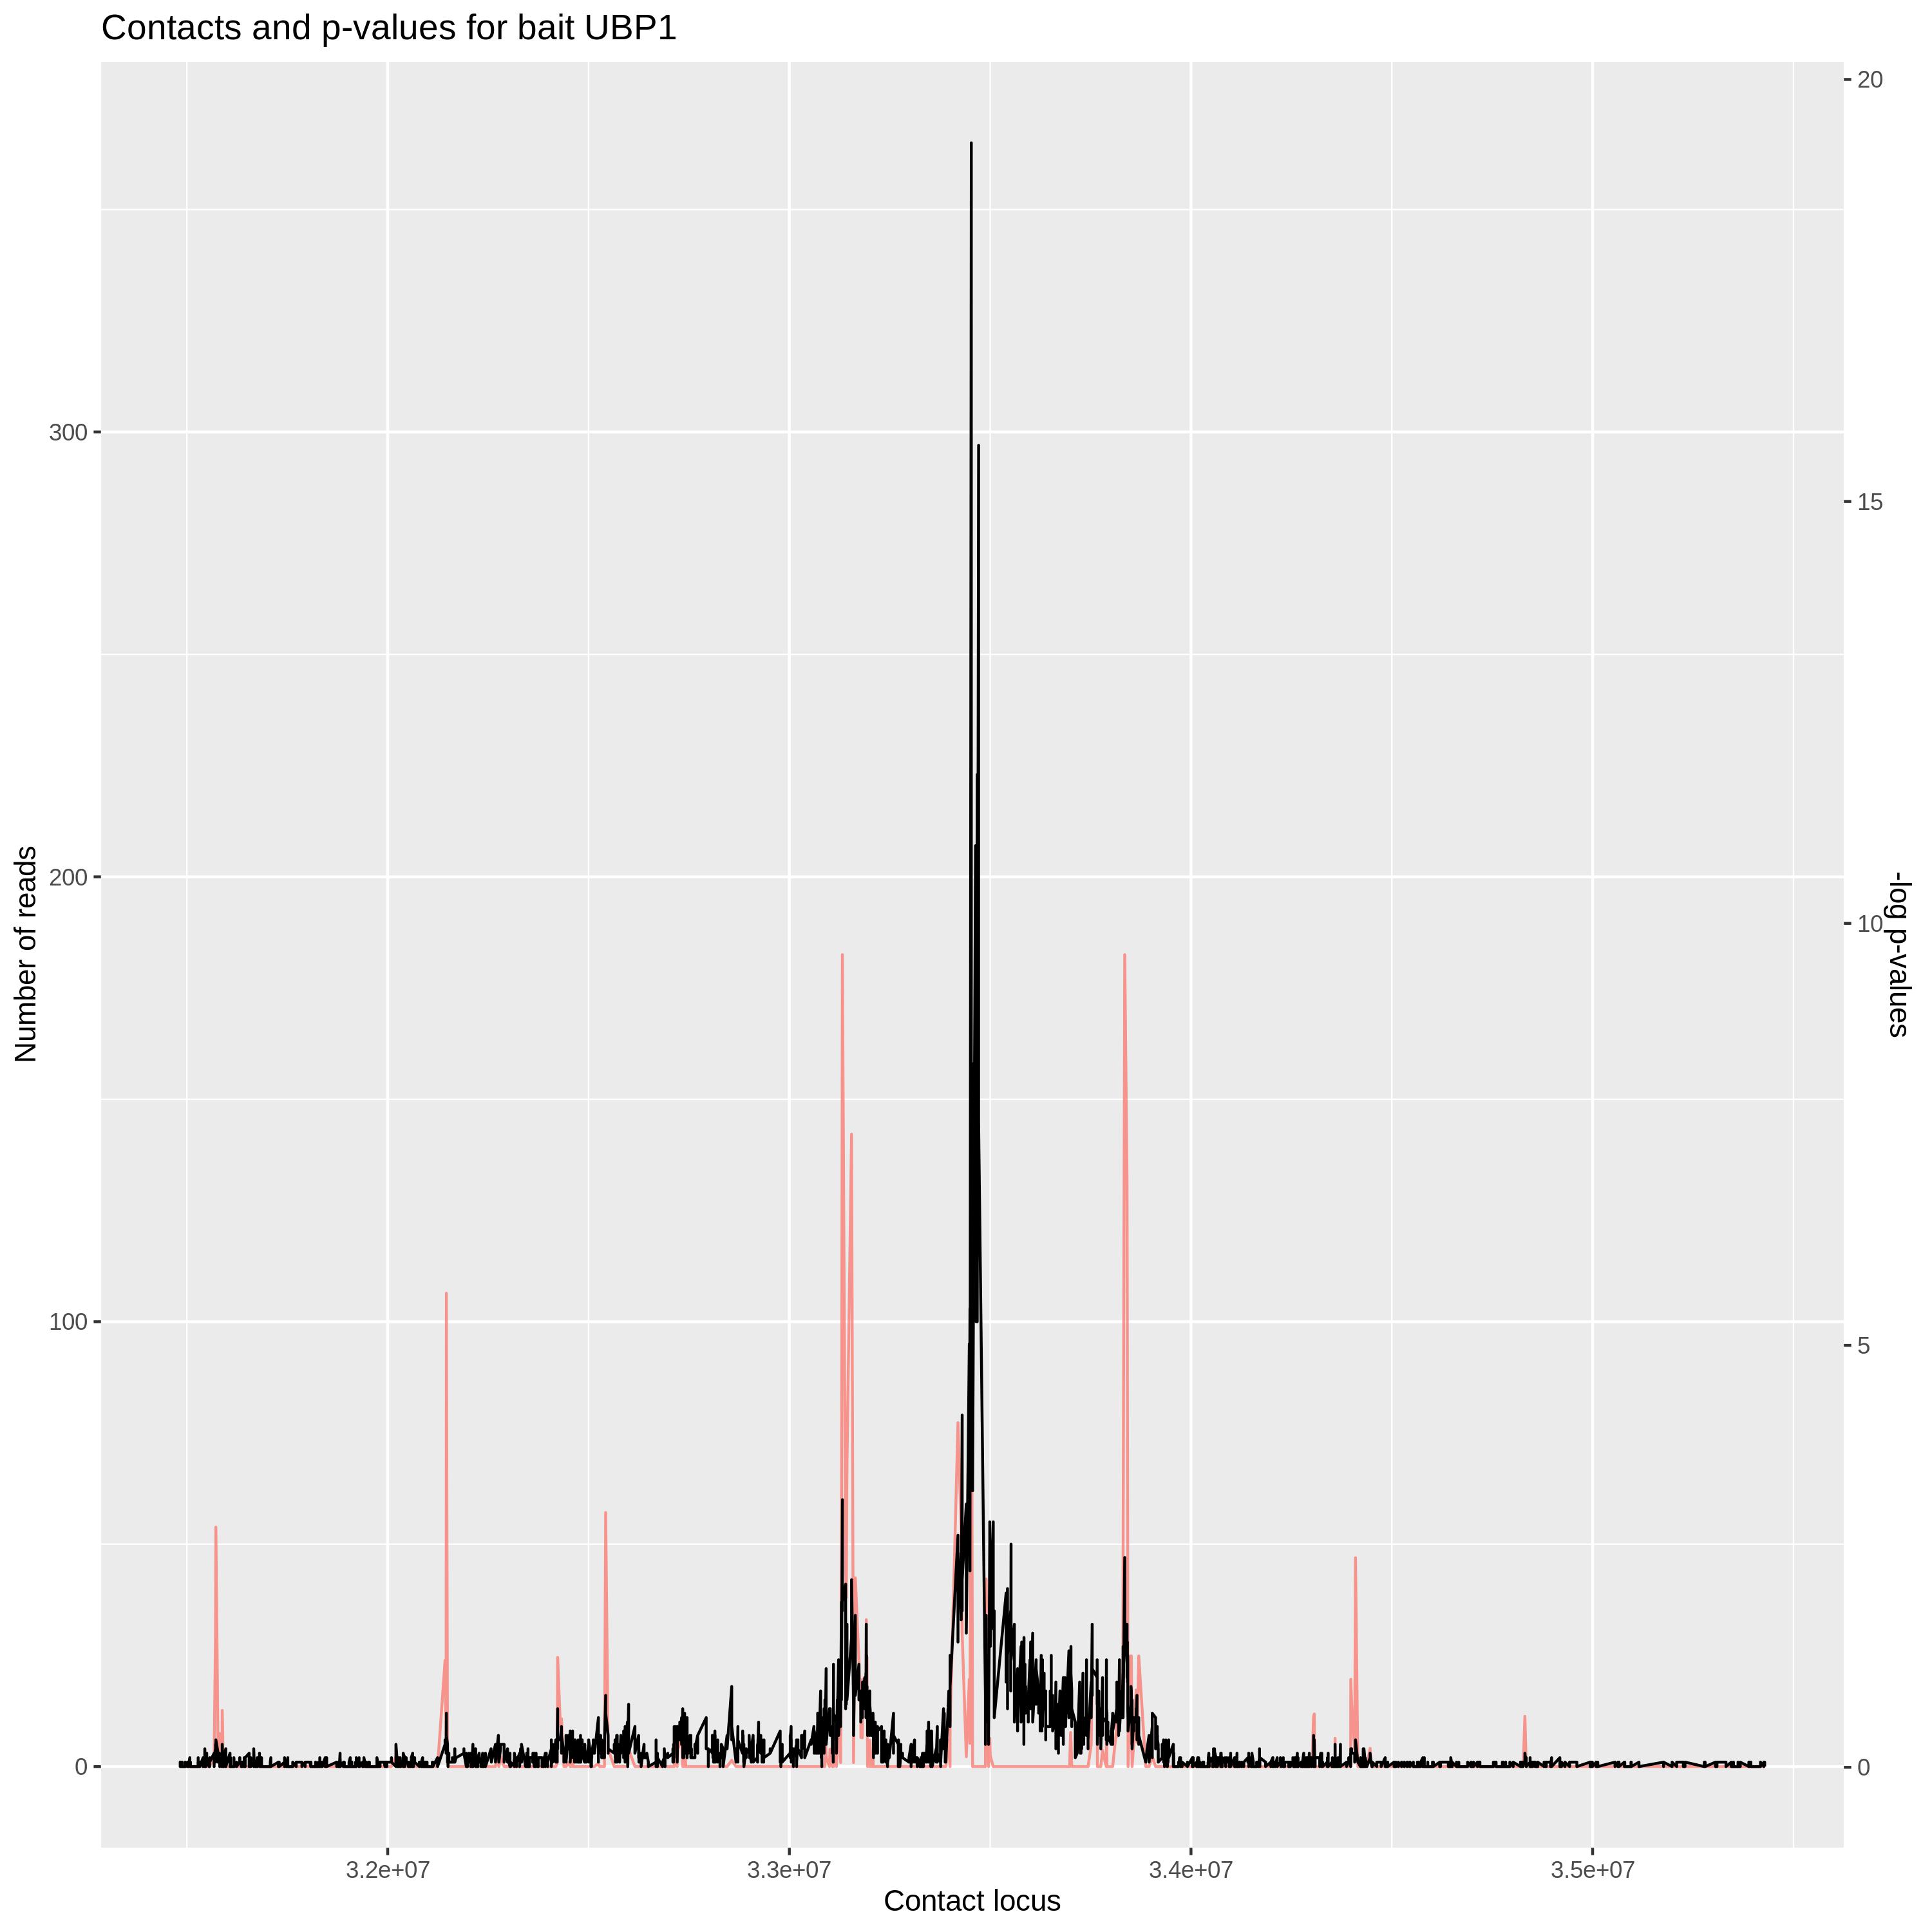 Contacts and p-values for bait UBP1
Number of reads
300
200
100
0
20
15
10
5
0
-log p-values
3.2e+07
3.3e+07
3.4e+07
3.5e+07
Contact locus